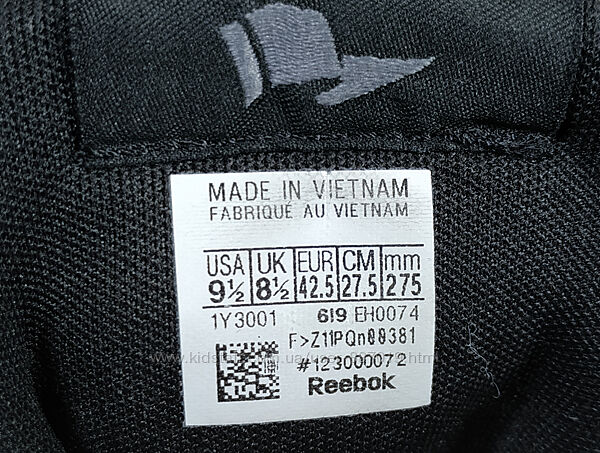 MADE IN VIETNAM
FABRIQUÉ AU VIETNAM
USA UK EUR CM mm
9½ 8½ 42.5 27.5 275
1Y3001 6I9 EH0074
F>Z11PQn00381
#123000072
Reebok